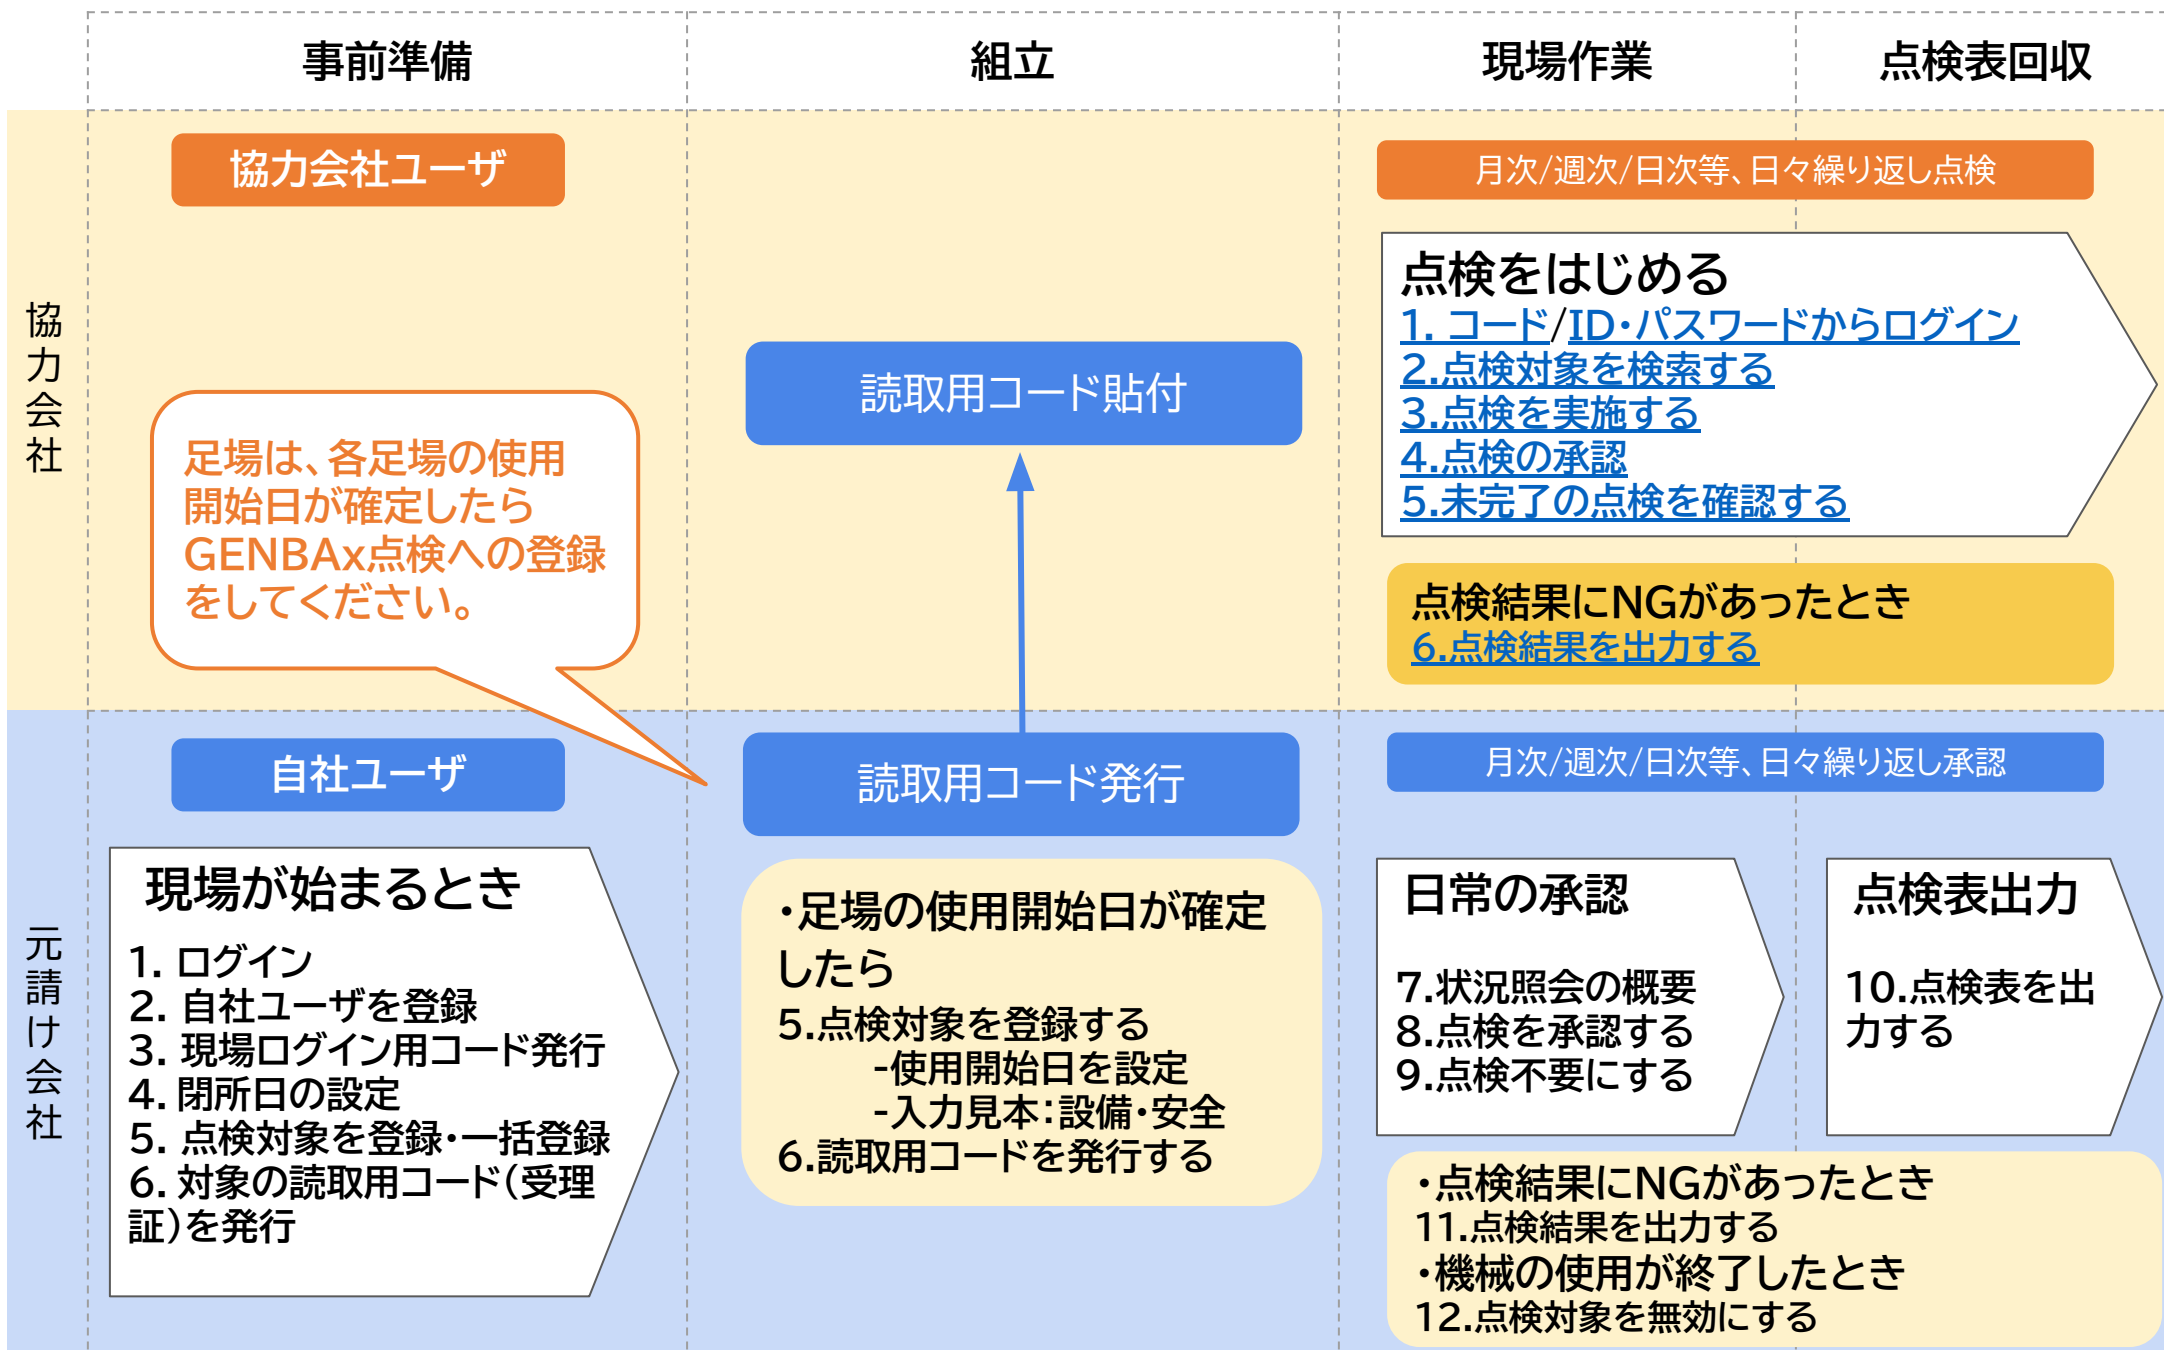 事前準備
組立
現場作業
点検表回収
協力会社
協力会社ユーザ
足場は、各足場の使用
開始日が確定したら
GENBAx点検への登録
をしてください。
読取用コード貼付
月次/週次/日次等、日々繰り返し点検
点検をはじめる
1. コード/ID・パスワードからログイン
2.点検対象を検索する
3.点検を実施する
4.点検の承認
5.未完了の点検を確認する
点検結果にNGがあったとき
6.点検結果を出力する
元請け会社
自社ユーザ
現場が始まるとき
1. ログイン
2. 自社ユーザを登録
3. 現場ログイン用コード発行
4. 閉所日の設定
5. 点検対象を登録・一括登録
6. 対象の読取用コード(受理
証)を発行
読取用コード発行
・足場の使用開始日が確定
したら
5.点検対象を登録する
-使用開始日を設定
-入力見本：設備・安全
6.読取用コードを発行する
月次/週次/日次等、日々繰り返し承認
日常の承認
7.状況照会の概要
8.点検を承認する
9.点検不要にする
点検表出力
10.点検表を出
力する
・点検結果にNGがあったとき
11.点検結果を出力する
・機械の使用が終了したとき
12.点検対象を無効にする